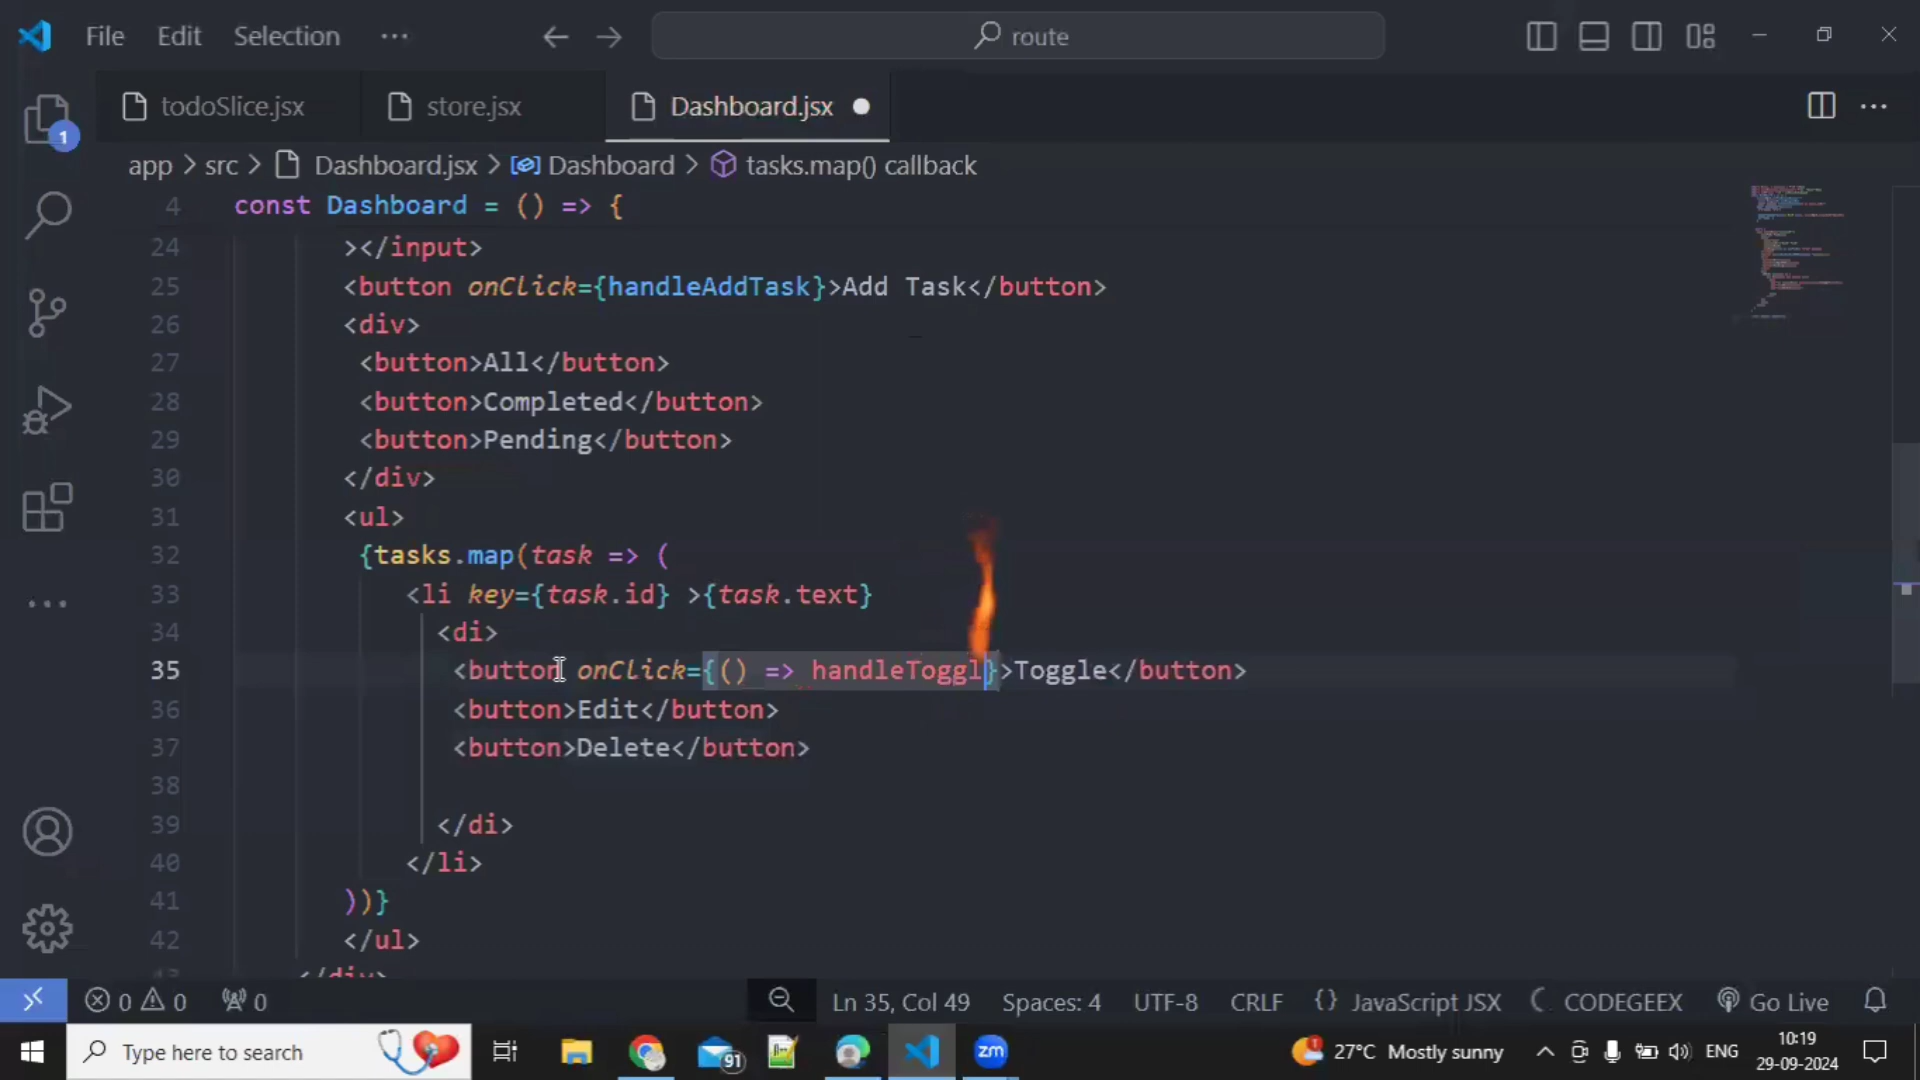 File Edit Selection ···
route
todoSlice.jsx store.jsx Dashboard.jsx
1
app > src > Dashboard.jsx > Dashboard > tasks.map() callback
4 const Dashboard = () => {
24 ></input>
25 <button onClick={handleAddTask}>Add Task</button>
26 <div>
27 <button>All</button>
28 <button>Completed</button>
29 <button>Pending</button>
30 </div>
31 <ul>
32 {tasks.map(task => (
33 <li key={task.id} >{task.text}
34 <di>
35 <button onClick={() => handleToggl}>Toggle</button>
36 <button>Edit</button>
37 <button>Delete</button>
38
39 </di>
40 </li>
41 ))}
42 </ul>
43 </div>
0 0 0 Ln 35, Col 49 Spaces: 4 UTF-8 CRLF {} JavaScript JSX CODEGEEX Go Live
Type here to search 91 zm 27°C Mostly sunny ENG 10:19
29-09-2024